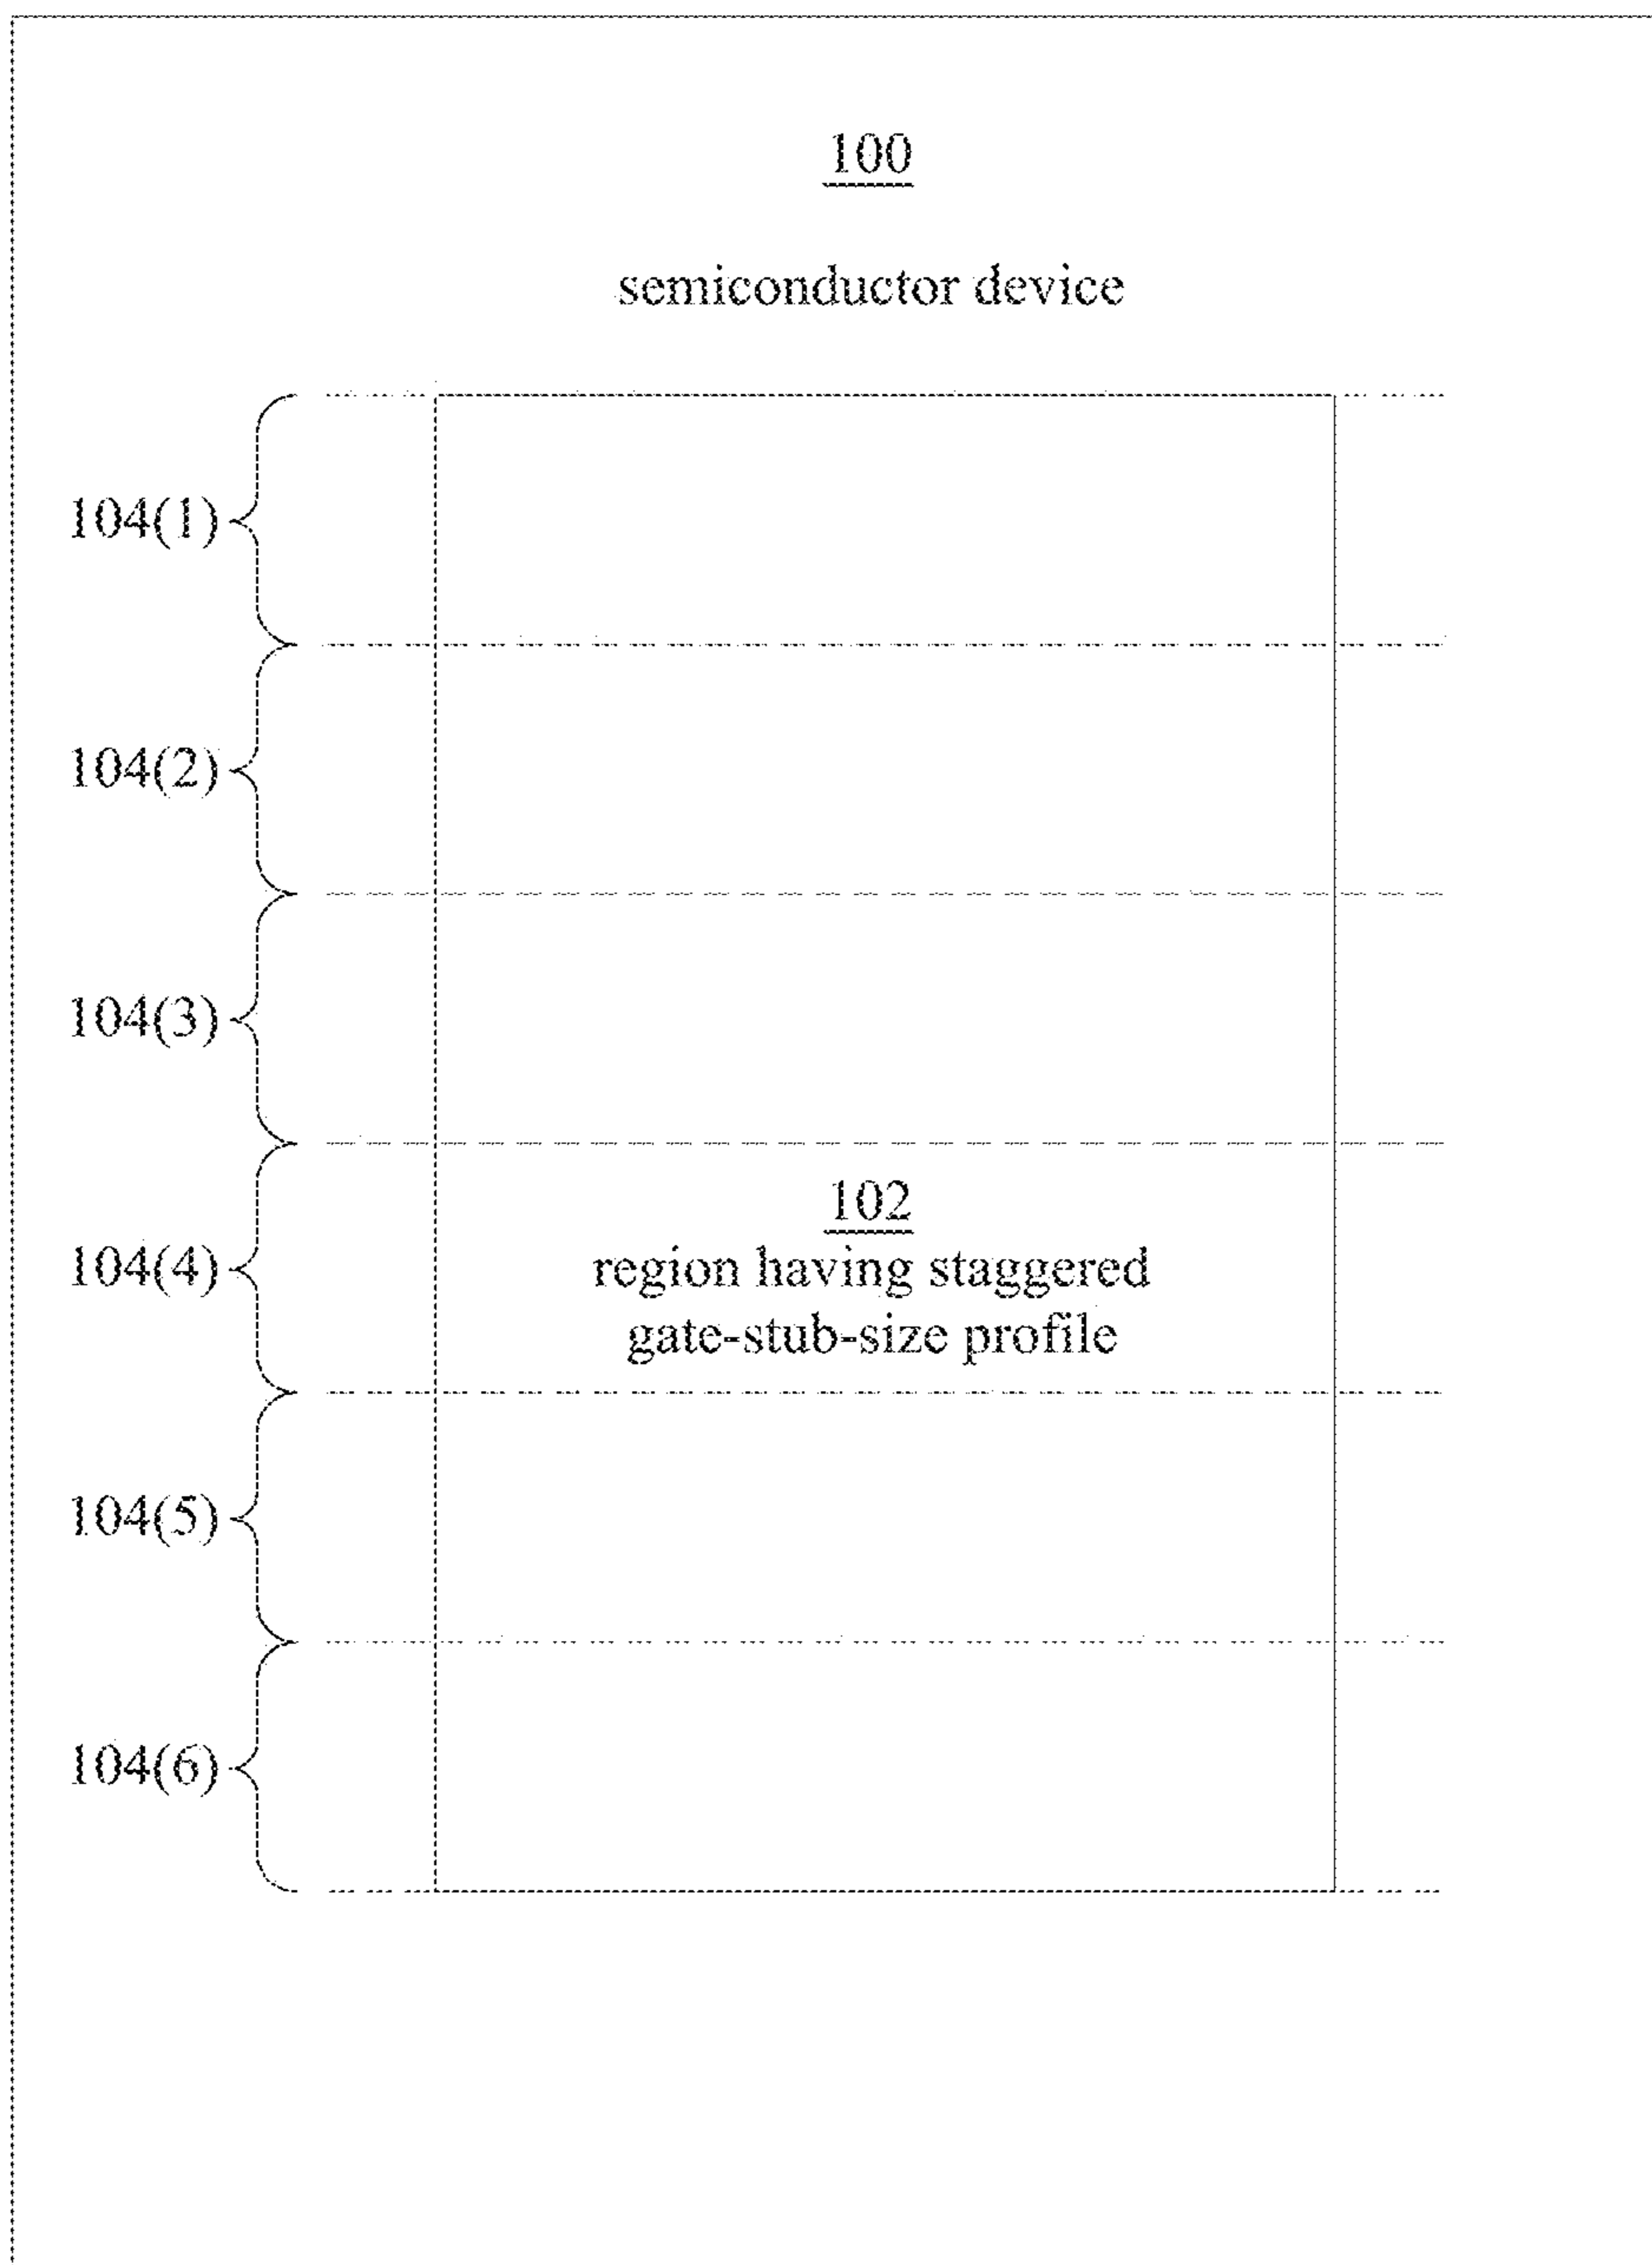 100
semiconductor device
104(1)
104(2)
104(3)
102
region having staggered
104(4)
gate-stub-size profile
104(5)
104(6)